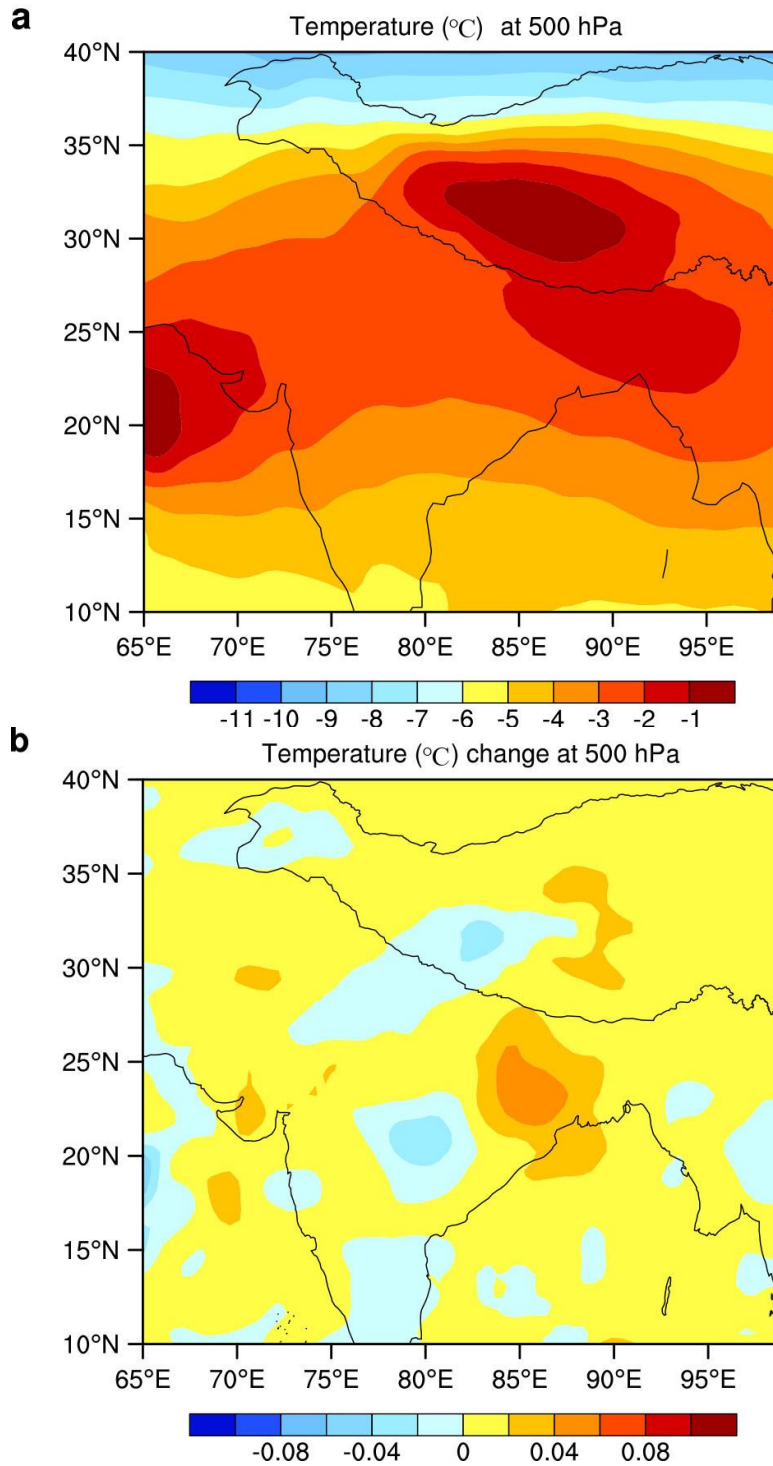 a
Temperature (°C) at 500 hPa
40°N
35°N
30°N
25°N
20°N
15°N
10°N
65°E 70°E 75°E 80°E 85°E 90°E 95°E
-11 -10 -9 -8 -7 -6 -5 -4 -3 -2 -1
b
Temperature (°C) change at 500 hPa
40°N
35°N
30°N
25°N
20°N
15°N
10°N
65°E 70°E 75°E 80°E 85°E 90°E 95°E
-0.08 -0.04 0 0.04 0.08